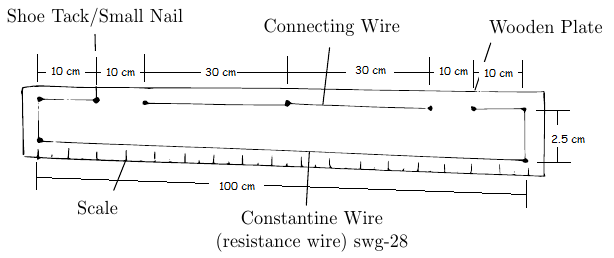 Shoe Tack/Small Nail
Connecting Wire
Wooden Plate
10 cm
10 cm
30 cm
30 cm
10 cm
10 cm
2.5 cm
100 cm
Scale
Constantine Wire
(resistance wire) swg-28